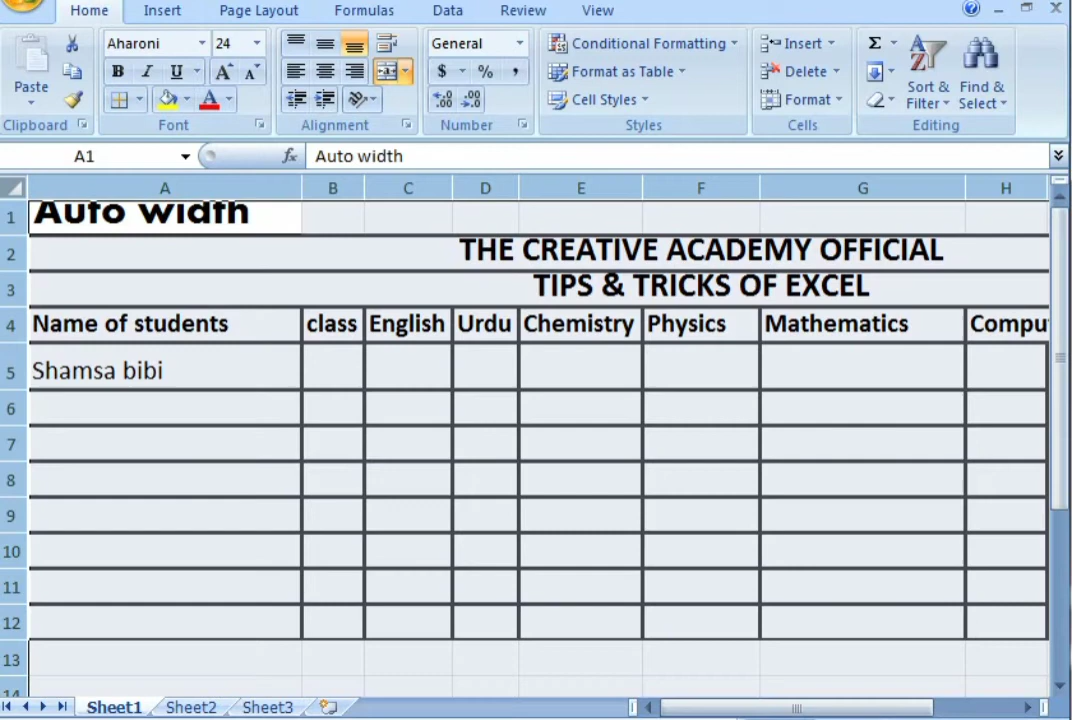 Home Insert Page Layout Formulas Data Review View
Aharoni 24 General Conditional Formatting Insert Σ
Paste B I U A A $ % , Format as Table Delete Sort & Filter Find & Select
A Cell Styles Format
Clipboard Font Alignment Number Styles Cells Editing
A1 fx Auto width
A B C D E F G H
1 Auto width
2 THE CREATIVE ACADEMY OFFICIAL
3 TIPS & TRICKS OF EXCEL
4 Name of students class English Urdu Chemistry Physics Mathematics Compu
5 Shamsa bibi
6
7
8
9
10
11
12
13
14
Sheet1 Sheet2 Sheet3